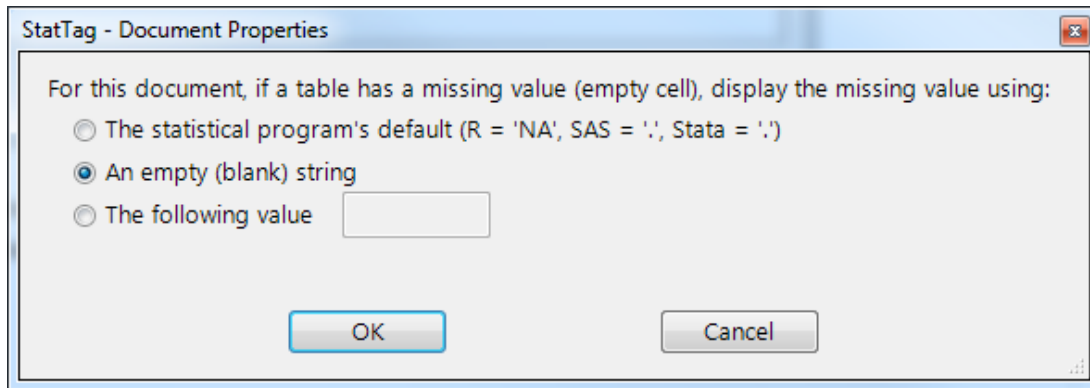 StatTag - Document Properties
For this document, if a table has a missing value (empty cell), display the missing value using:
The statistical program's default (R = 'NA', SAS = '.', Stata = '.')
An empty (blank) string
The following value
OK Cancel